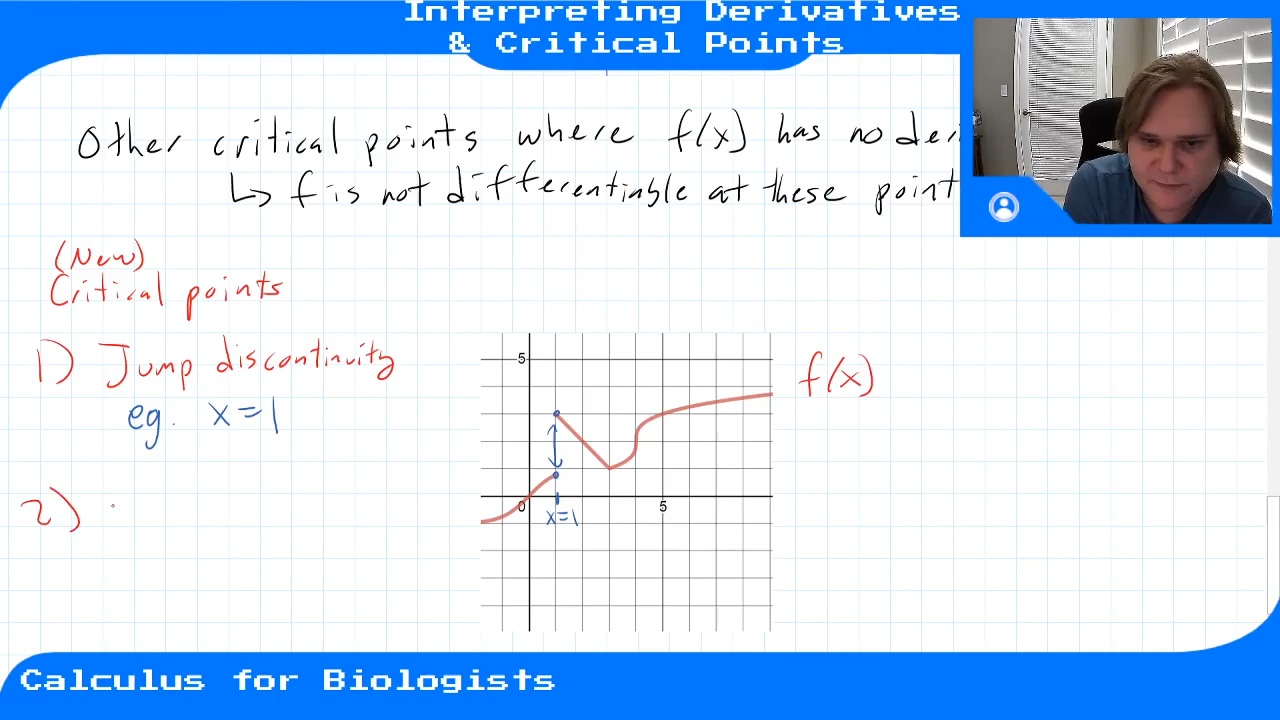 Interpreting Derivatives
& Critical Points
Other critical points where f(x) has no
↳ f is not differentiable at these point
(New)
Critical points
1) Jump discontinuity
eg. x=1
2)
f(x)
5
0
5
x=1
Calculus for Biologists